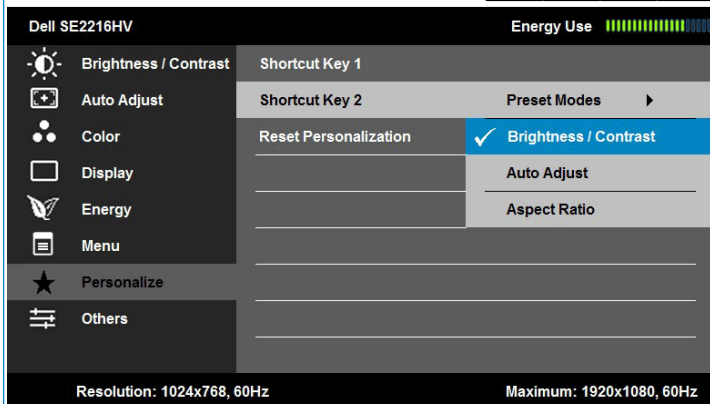 Dell SE2216HV Energy Use
Brightness / Contrast Shortcut Key 1
Auto Adjust Shortcut Key 2 Preset Modes
Color Reset Personalization Brightness / Contrast
Display Auto Adjust
Energy Aspect Ratio
Menu
Personalize
Others
Resolution: 1024x768, 60Hz Maximum: 1920x1080, 60Hz